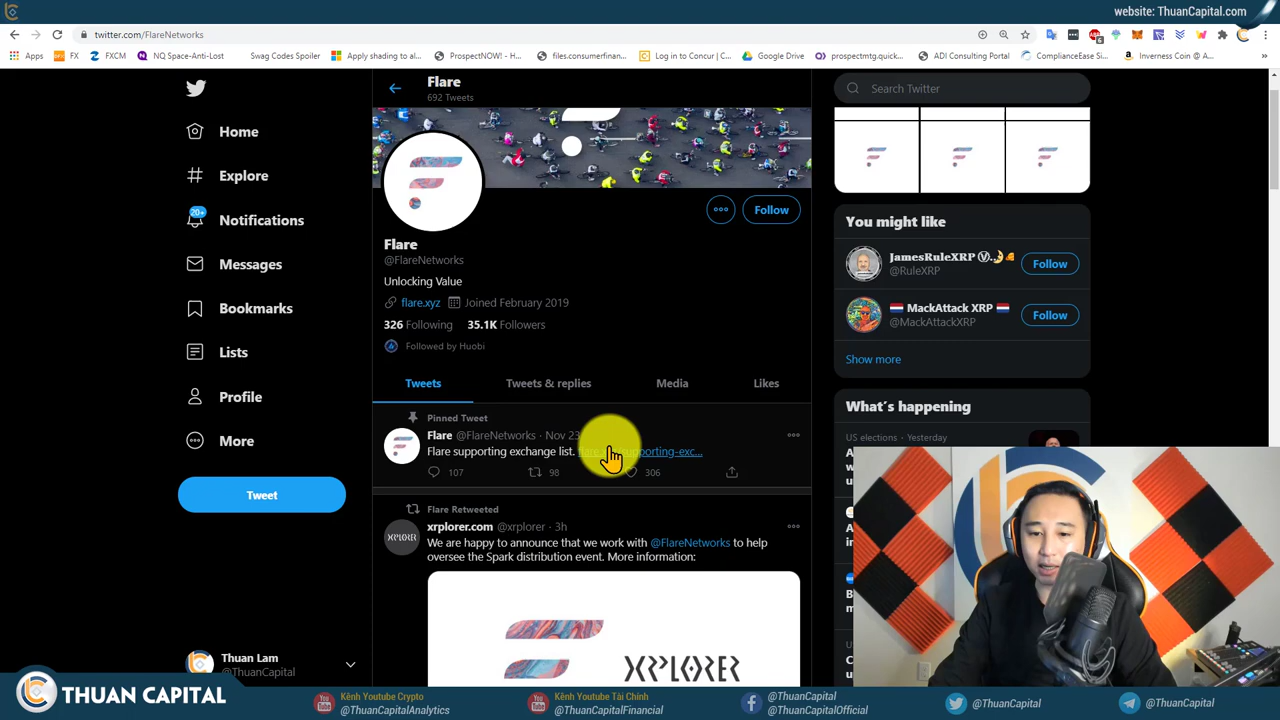 website: ThuanCapital.com
twitter.com/FlareNetworks
Apps
FX
FXCM
NQ Space-Anti-Lost
Swag Codes Spoiler
Apply shading to al...
ProspectNOW! - H...
files.consumerfinan...
Log in to Concur | C...
Google Drive
prospectmtg.quick...
ADI Consulting Portal
ComplianceEase Si...
Inverness Coin @ A...
Flare
692 Tweets
Search Twitter
Home
Explore
20+
Notifications
Messages
Bookmarks
Lists
Profile
More
Tweet
Thuan Lam
@ThuanCapital
Follow
Flare
@FlareNetworks
Unlocking Value
flare.xyz
Joined February 2019
326 Following
35.1K Followers
Followed by Huobi
Tweets
Tweets & replies
Media
Likes
Pinned Tweet
Flare @FlareNetworks · Nov 23
Flare supporting exchange list.
107
98
306
Flare Retweeted
xrplorer.com @xrplorer · 3h
We are happy to announce that we work with @FlareNetworks to help
oversee the Spark distribution event. More information:
XRPLORER
XRPLORER
You might like
JamesRuleXRP
@RuleXRP
Follow
MackAttack XRP
@MackAttackXRP
Follow
Show more
What's happening
US elections · Yesterday
THUAN CAPITAL
Kênh Youtube Crypto
@ThuanCapitalAnalytics
Kênh Youtube Tài Chính
@ThuanCapitalFinancial
@ThuanCapital
@ThuanCapitalOfficial
@ThuanCapital
@ThuanCapital